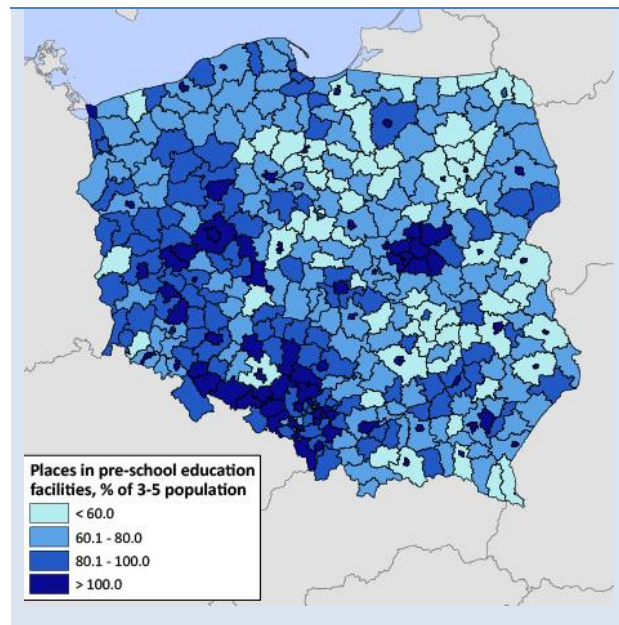 Places in pre-school education
facilities, % of 3-5 population
< 60.0
60.1 - 80.0
80.1 - 100.0
> 100.0